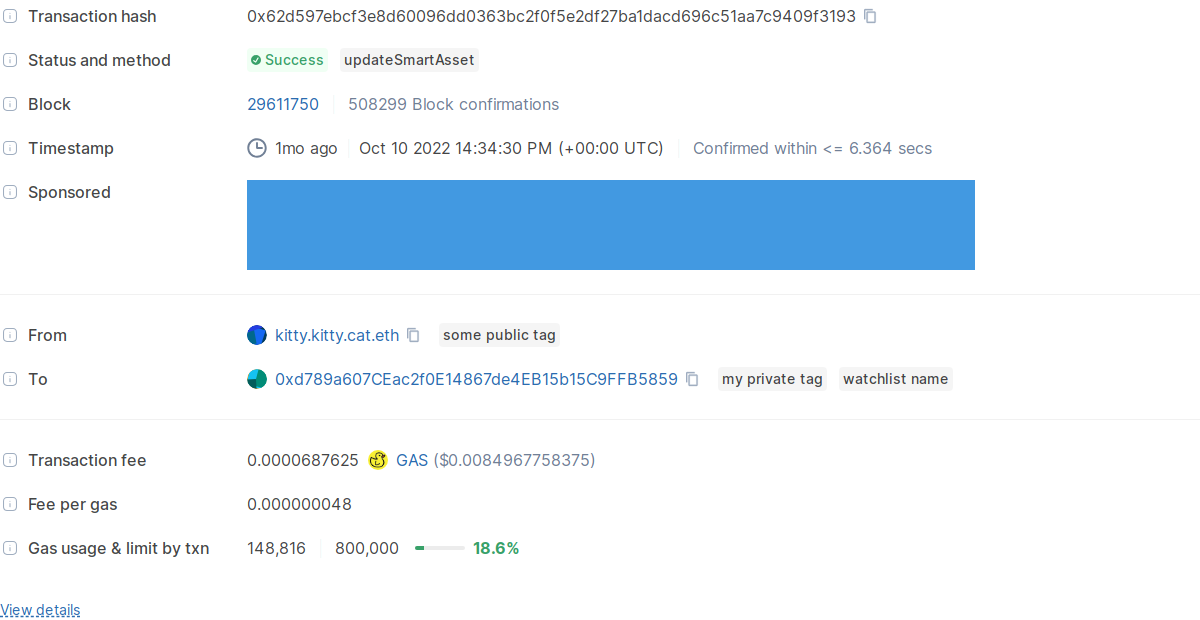 Transaction hash 0x62d597ebcf3e8d60096dd0363bc2f0f5e2df27ba1dacd696c51aa7c9409f3193
Status and method Success updateSmartAsset
Block 29611750 508299 Block confirmations
Timestamp 1mo ago Oct 10 2022 14:34:30 PM (+00:00 UTC) Confirmed within <= 6.364 secs
Sponsored
From kitty.kitty.cat.eth some public tag
To 0xd789a607CEac2f0E14867de4EB15b15C9FFB5859 my private tag watchlist name
Transaction fee 0.0000687625 GAS ($0.0084967758375)
Fee per gas 0.000000048
Gas usage & limit by txn 148,816 800,000 18.6%
View details